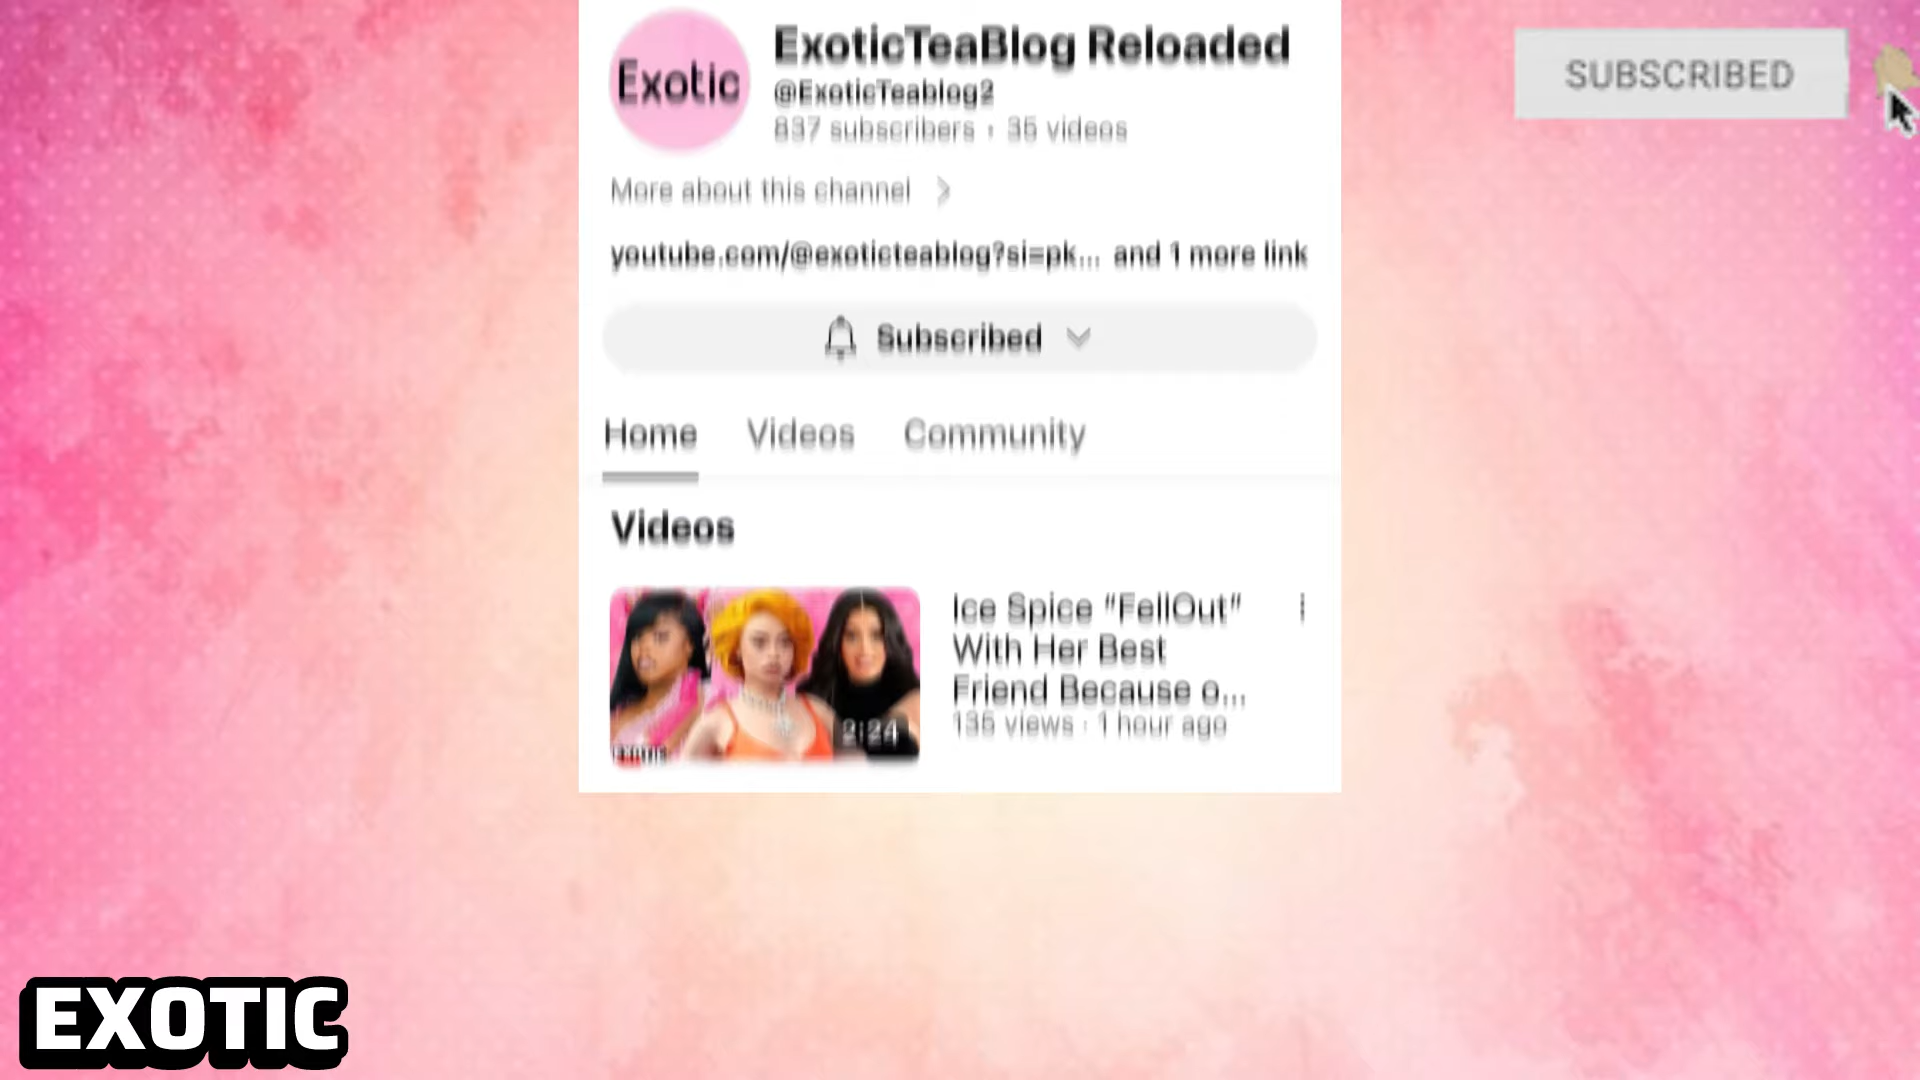 ExoticTeaBlog Reloaded
Exotic
@ExoticTeablog2
837 subscribers · 35 videos
More about this channel >
youtube.com/@exoticteablog?si=pk... and 1 more link
Subscribed
Home Videos Community
Videos
Ice Spice “FellOut”
With Her Best
Friend Because o...
135 views · 1 hour ago
2:24
EXOTIC
SUBSCRIBED
EXOTIC